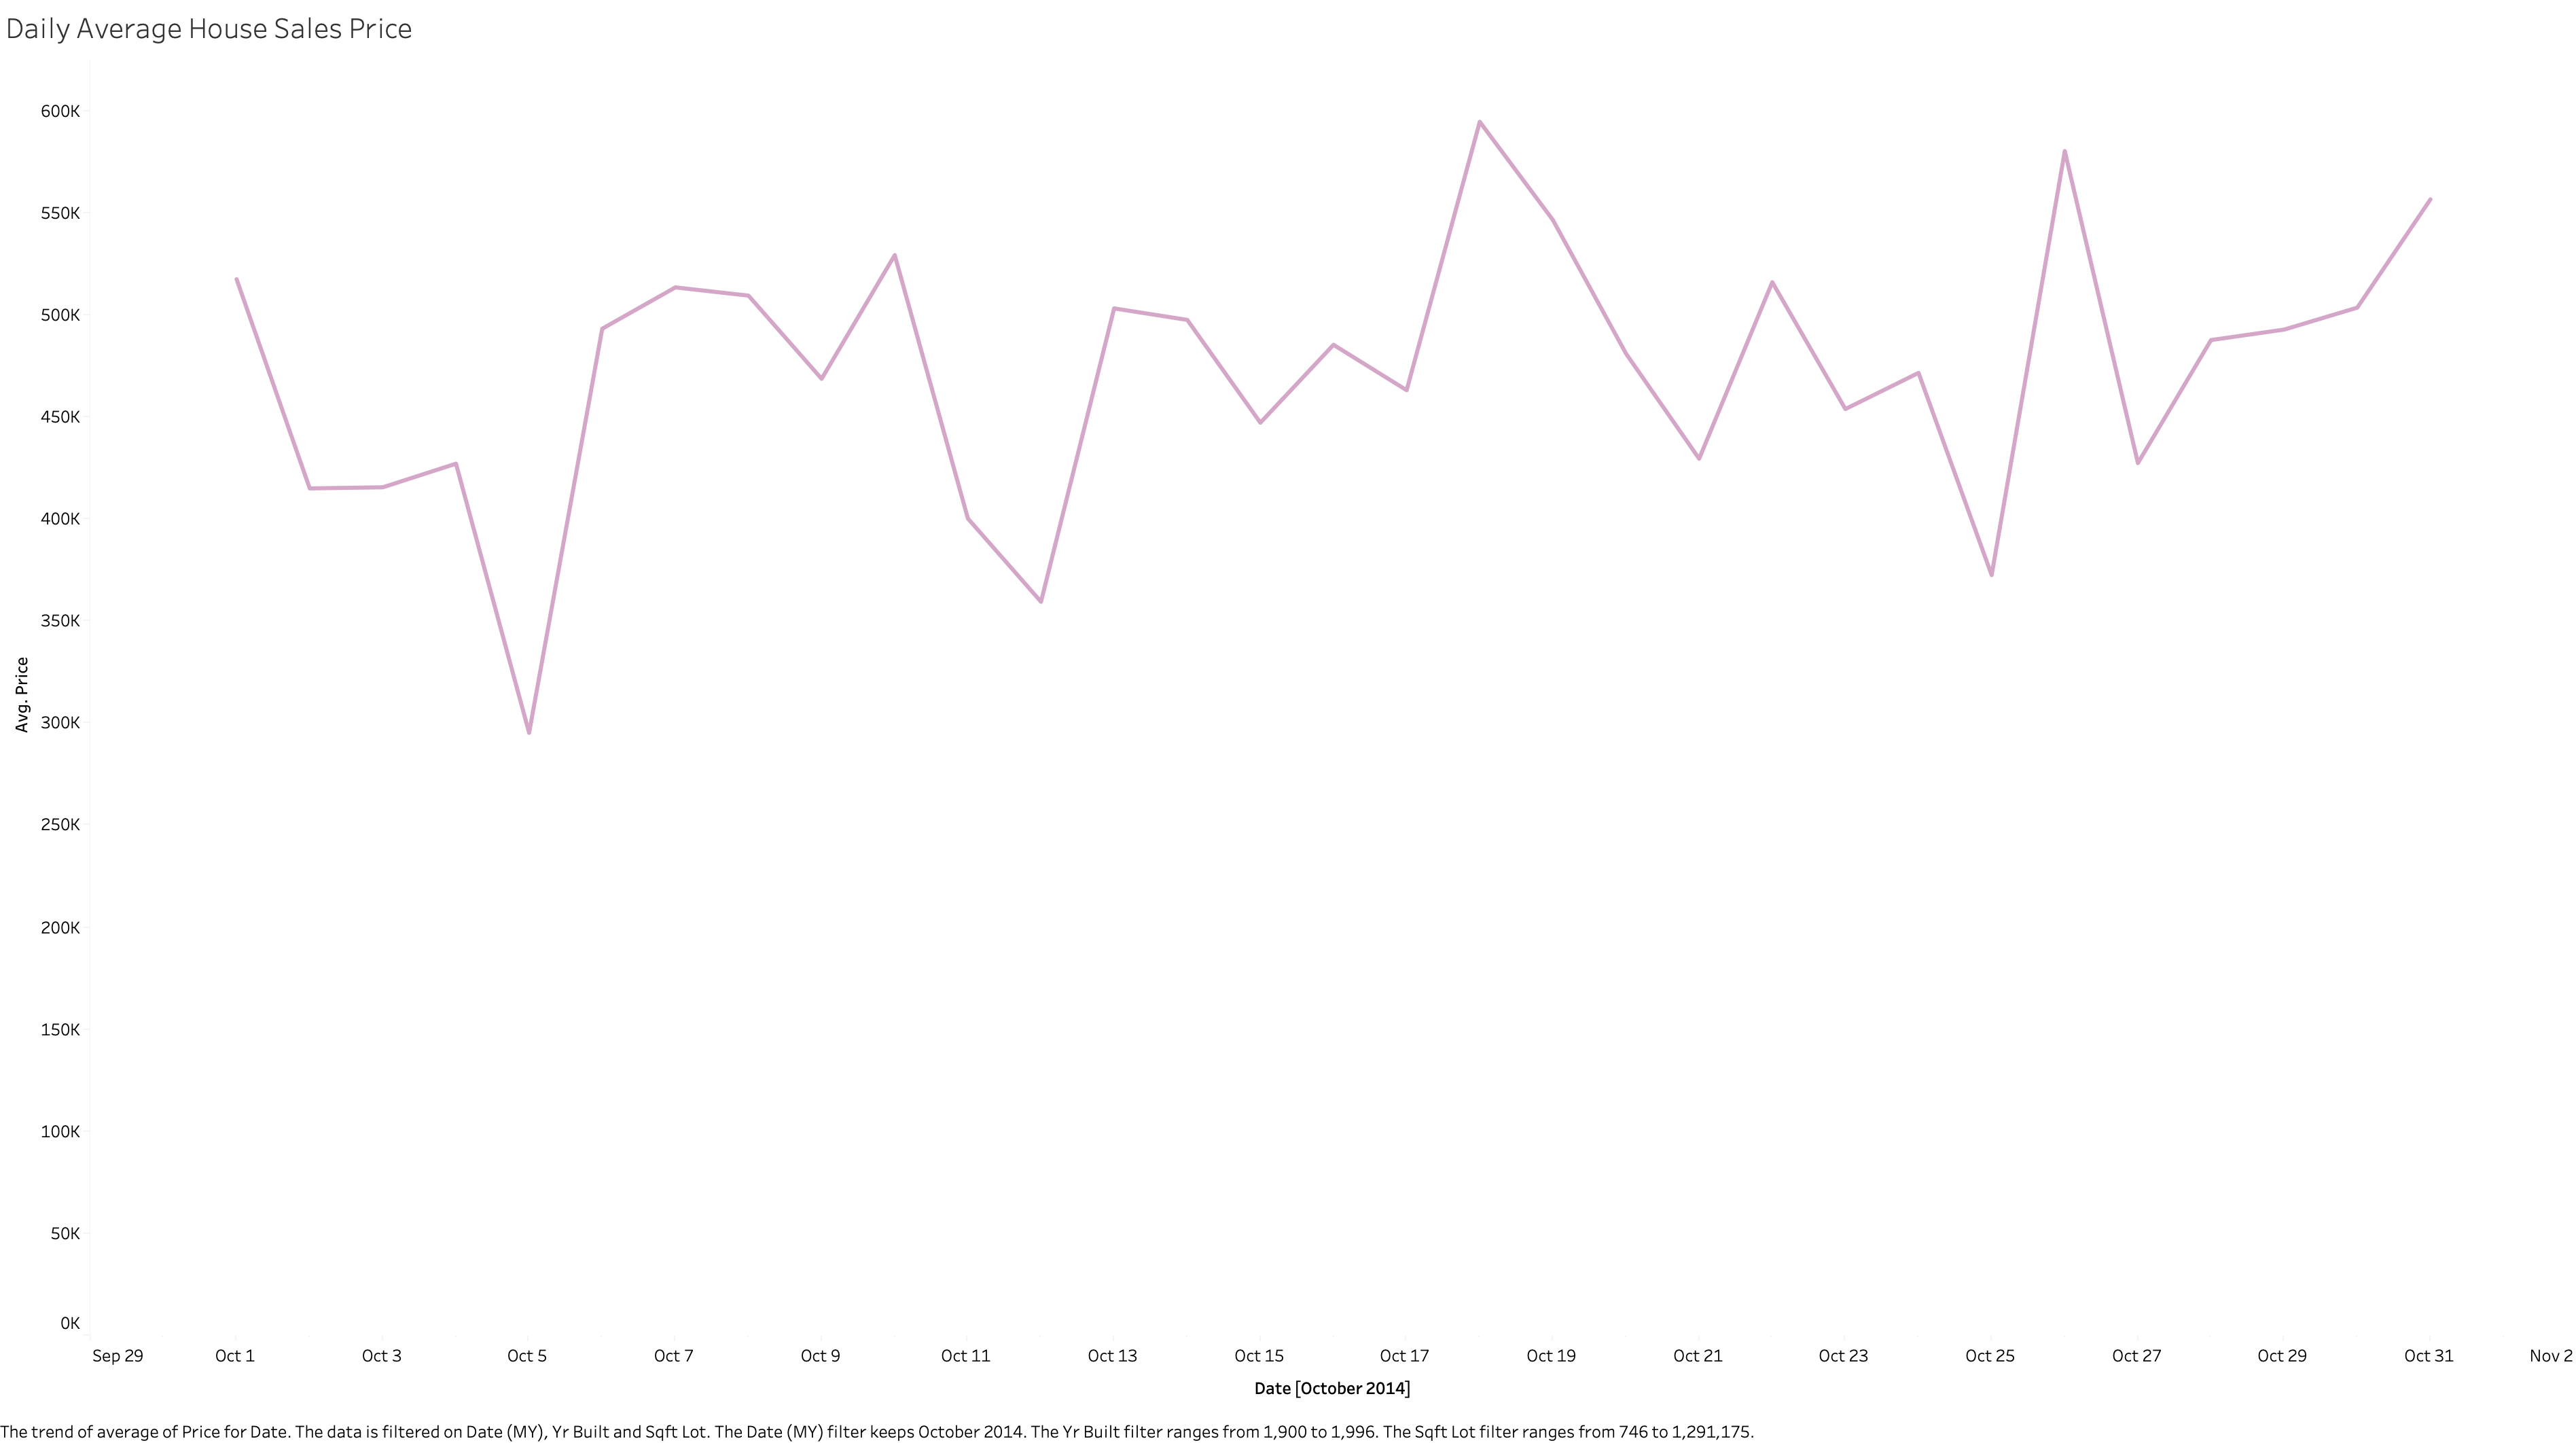 Daily Average House Sales Price
600K
550K
500K
450K
400K
350K
300K
250K
200K
150K
100K
50K
0K
Avg. Price
Sep 29 Oct 1 Oct 3 Oct 5 Oct 7 Oct 9 Oct 11 Oct 13 Oct 15 Oct 17 Oct 19 Oct 21 Oct 23 Oct 25 Oct 27 Oct 29 Oct 31 Nov 2
Date [October 2014]
The trend of average of Price for Date. The data is filtered on Date (MY), Yr Built and Sqft Lot. The Date (MY) filter keeps October 2014. The Yr Built filter ranges from 1,900 to 1,996. The Sqft Lot filter ranges from 746 to 1,291,175.